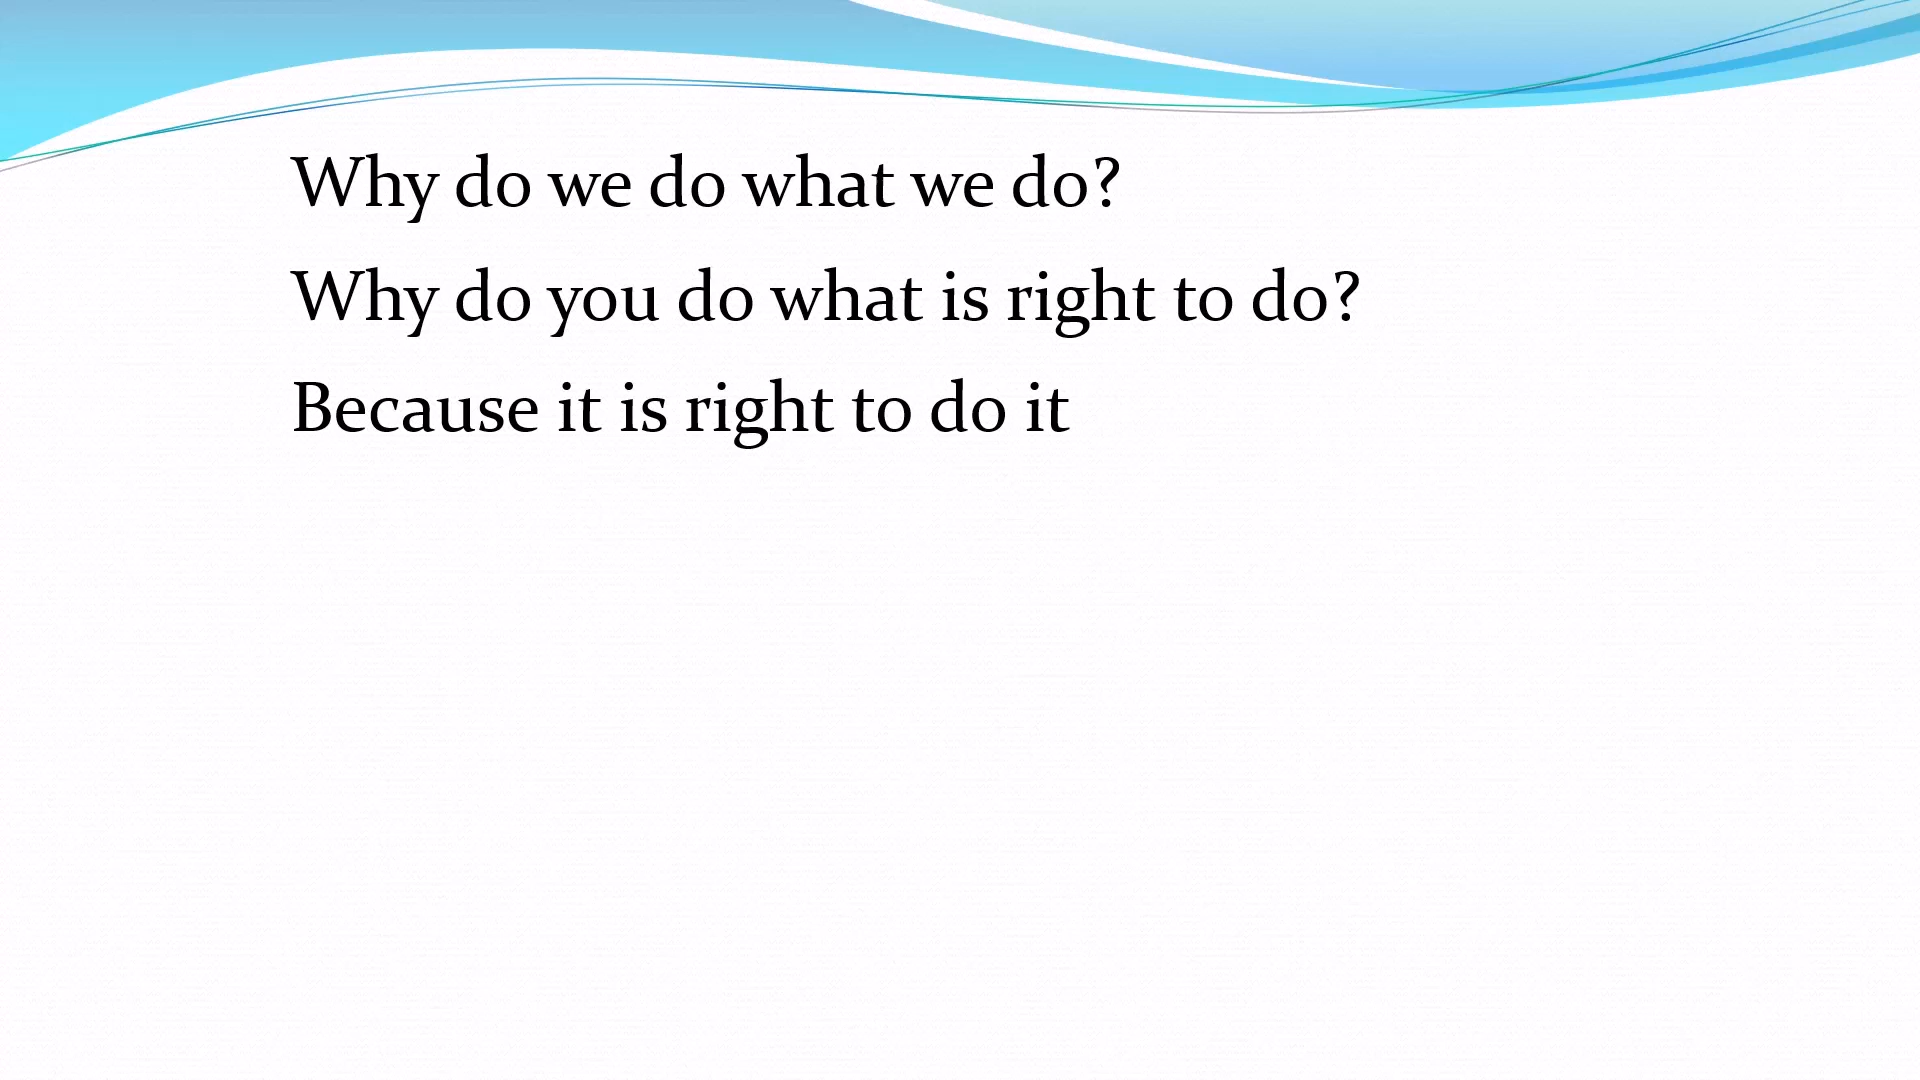 Why do we do what we do?
Why do you do what is right to do?
Because it is right to do it